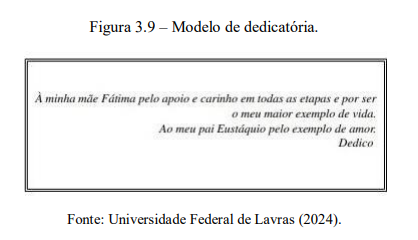 Figura 3.9 – Modelo de dedicatória.
À minha mãe Fátima pelo apoio e carinho em todas as etapas e por ser
o meu maior exemplo de vida.
Ao meu pai Eustáquio pelo exemplo de amor.
Dedico
Fonte: Universidade Federal de Lavras (2024).